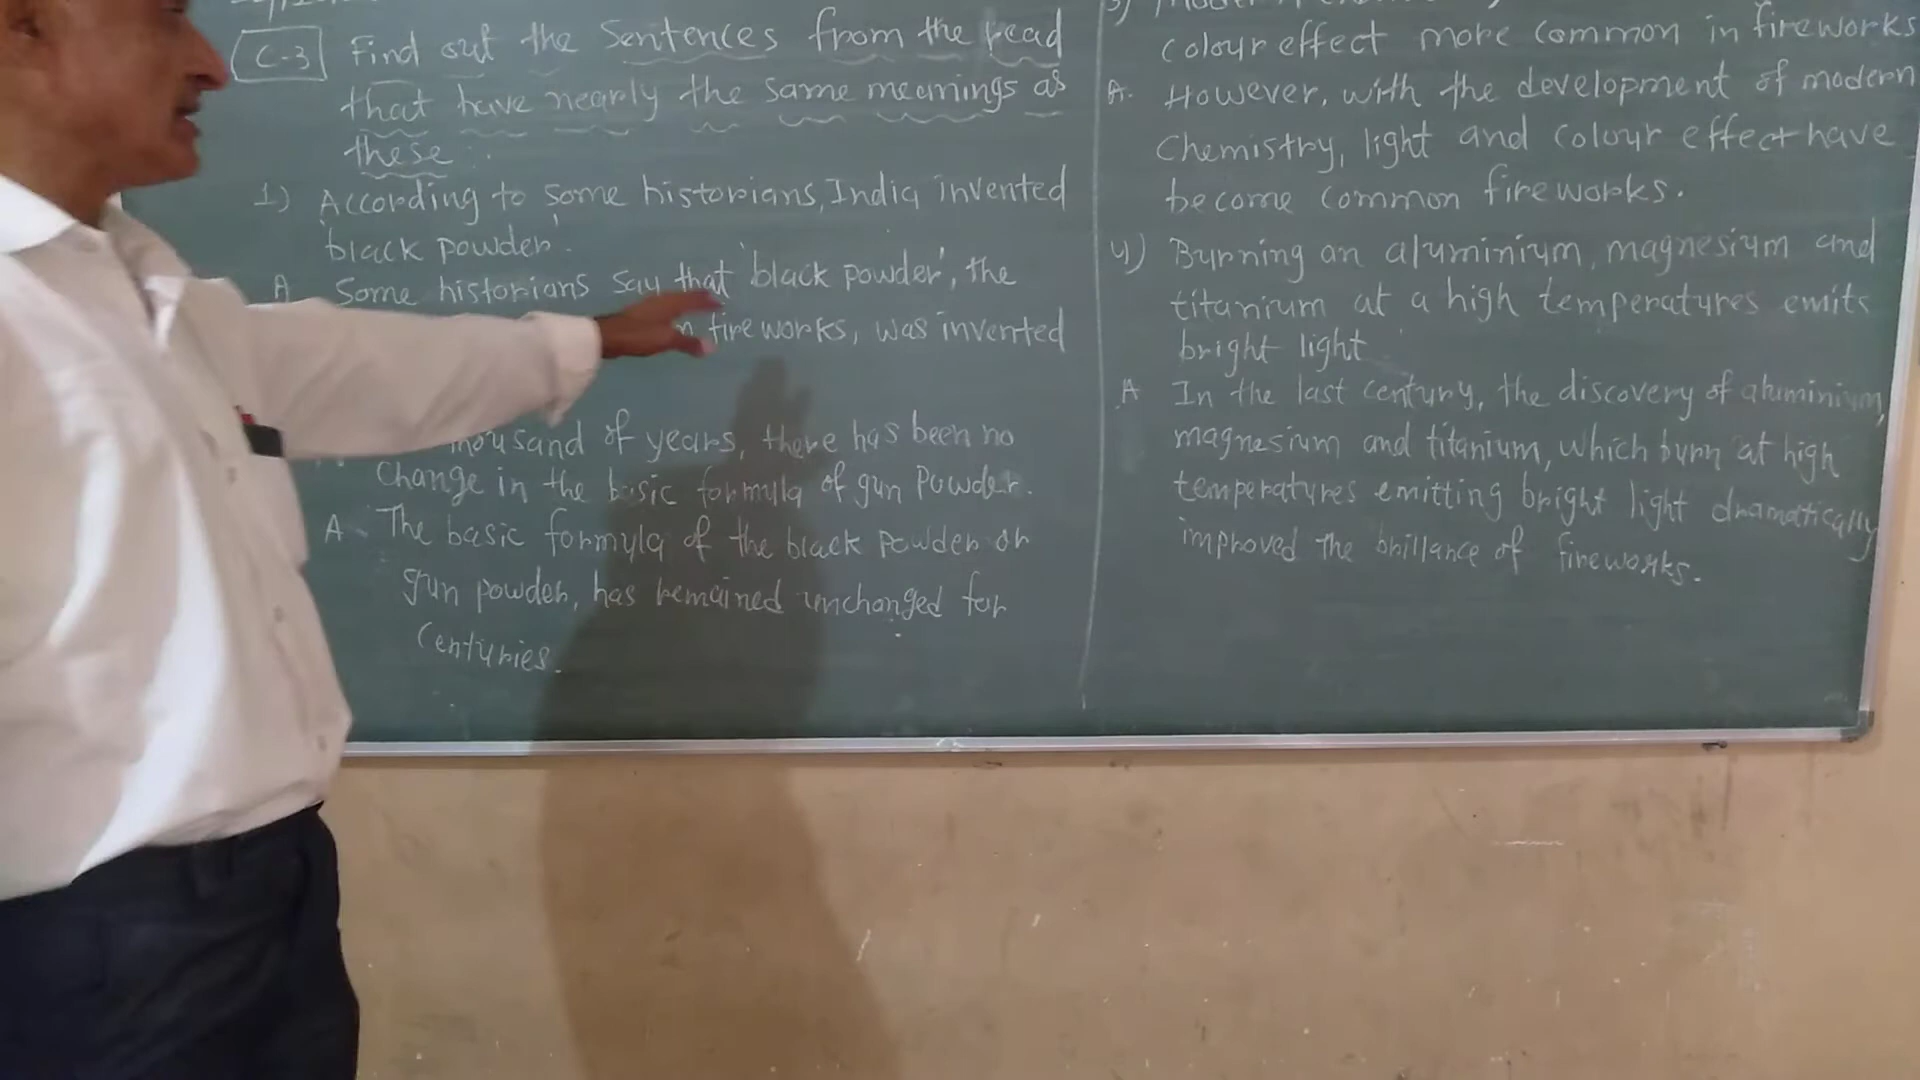 C-3 Find out the sentences from the read
that have nearly the same meanings as
these:
1) According to some historians, India invented
'black powder'.
A Some historians say that 'black powder', the
fireworks, was invented
thousand of years, there has been no
change in the basic formula of gun Powder.
A The basic formula of the black powder or
gun powder, has remained unchanged for
centuries.
colour effect more common in fireworks
A. However, with the development of modern
Chemistry, light and colour effect have
become common fireworks.
4) Burning an aluminium, magnesium and
titanium at a high temperatures emits
bright light
A In the last century, the discovery of aluminium,
magnesium and titanium, which burn at high
temperatures emitting bright light dramatically
improved the brillance of fireworks.